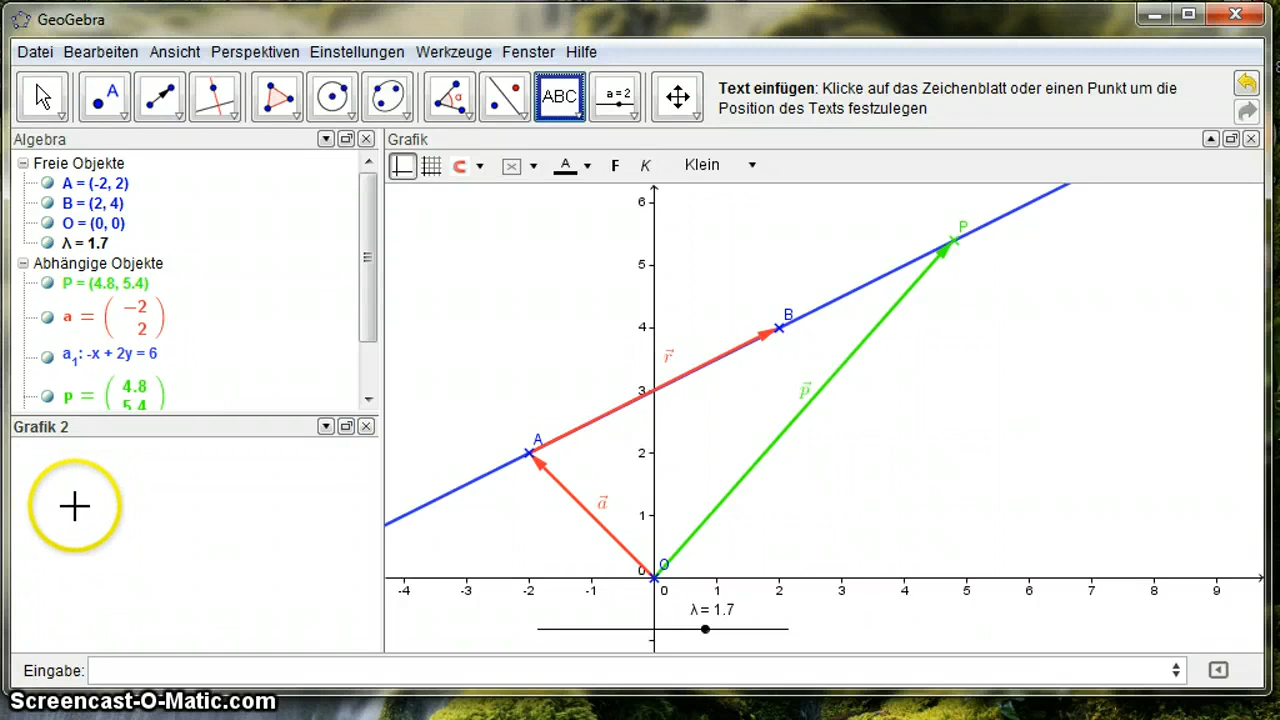 GeoGebra
Datei Bearbeiten Ansicht Perspektiven Einstellungen Werkzeuge Fenster Hilfe
A
α
ABC
a = 2
Text einfügen: Klicke auf das Zeichenblatt oder einen Punkt um die
Position des Texts festzulegen
Algebra
Freie Objekte
A = (-2, 2)
B = (2, 4)
O = (0, 0)
λ = 1.7
Abhängige Objekte
P = (4.8, 5.4)
a = ( −2
2 )
a₁: -x + 2y = 6
p = ( 4.8
5.4
Grafik 2
Grafik
A F K Klein
6
5
4
3
2
1
0
-4 -3 -2 -1 0 1 2 3 4 5 6 7 8 9
P
B
r⃗
p⃗
A
a⃗
O
λ = 1.7
Eingabe:
Screencast-O-Matic.com